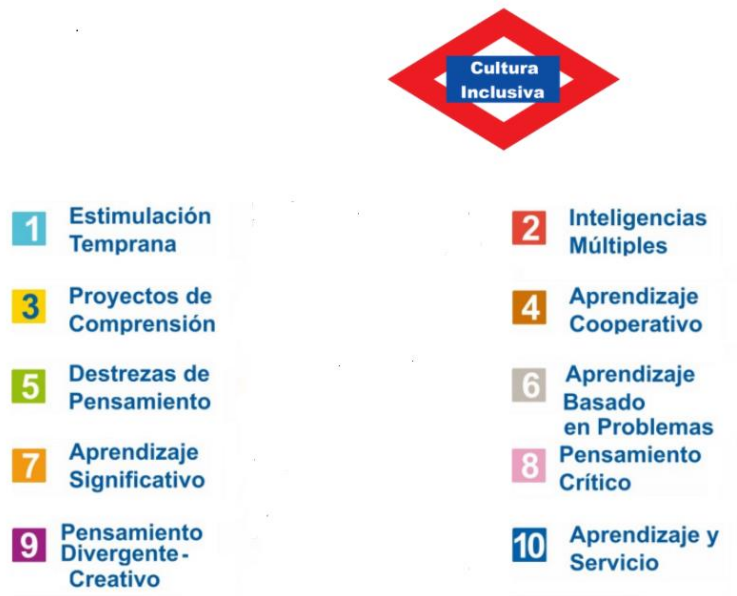 Cultura
Inclusiva
1 Estimulación
Temprana
2 Inteligencias
Múltiples
3 Proyectos de
Comprensión
4 Aprendizaje
Cooperativo
5 Destrezas de
Pensamiento
6 Aprendizaje
Basado
en Problemas
7 Aprendizaje
Significativo
8 Pensamiento
Crítico
9 Pensamiento
Divergente-
Creativo
10 Aprendizaje y
Servicio